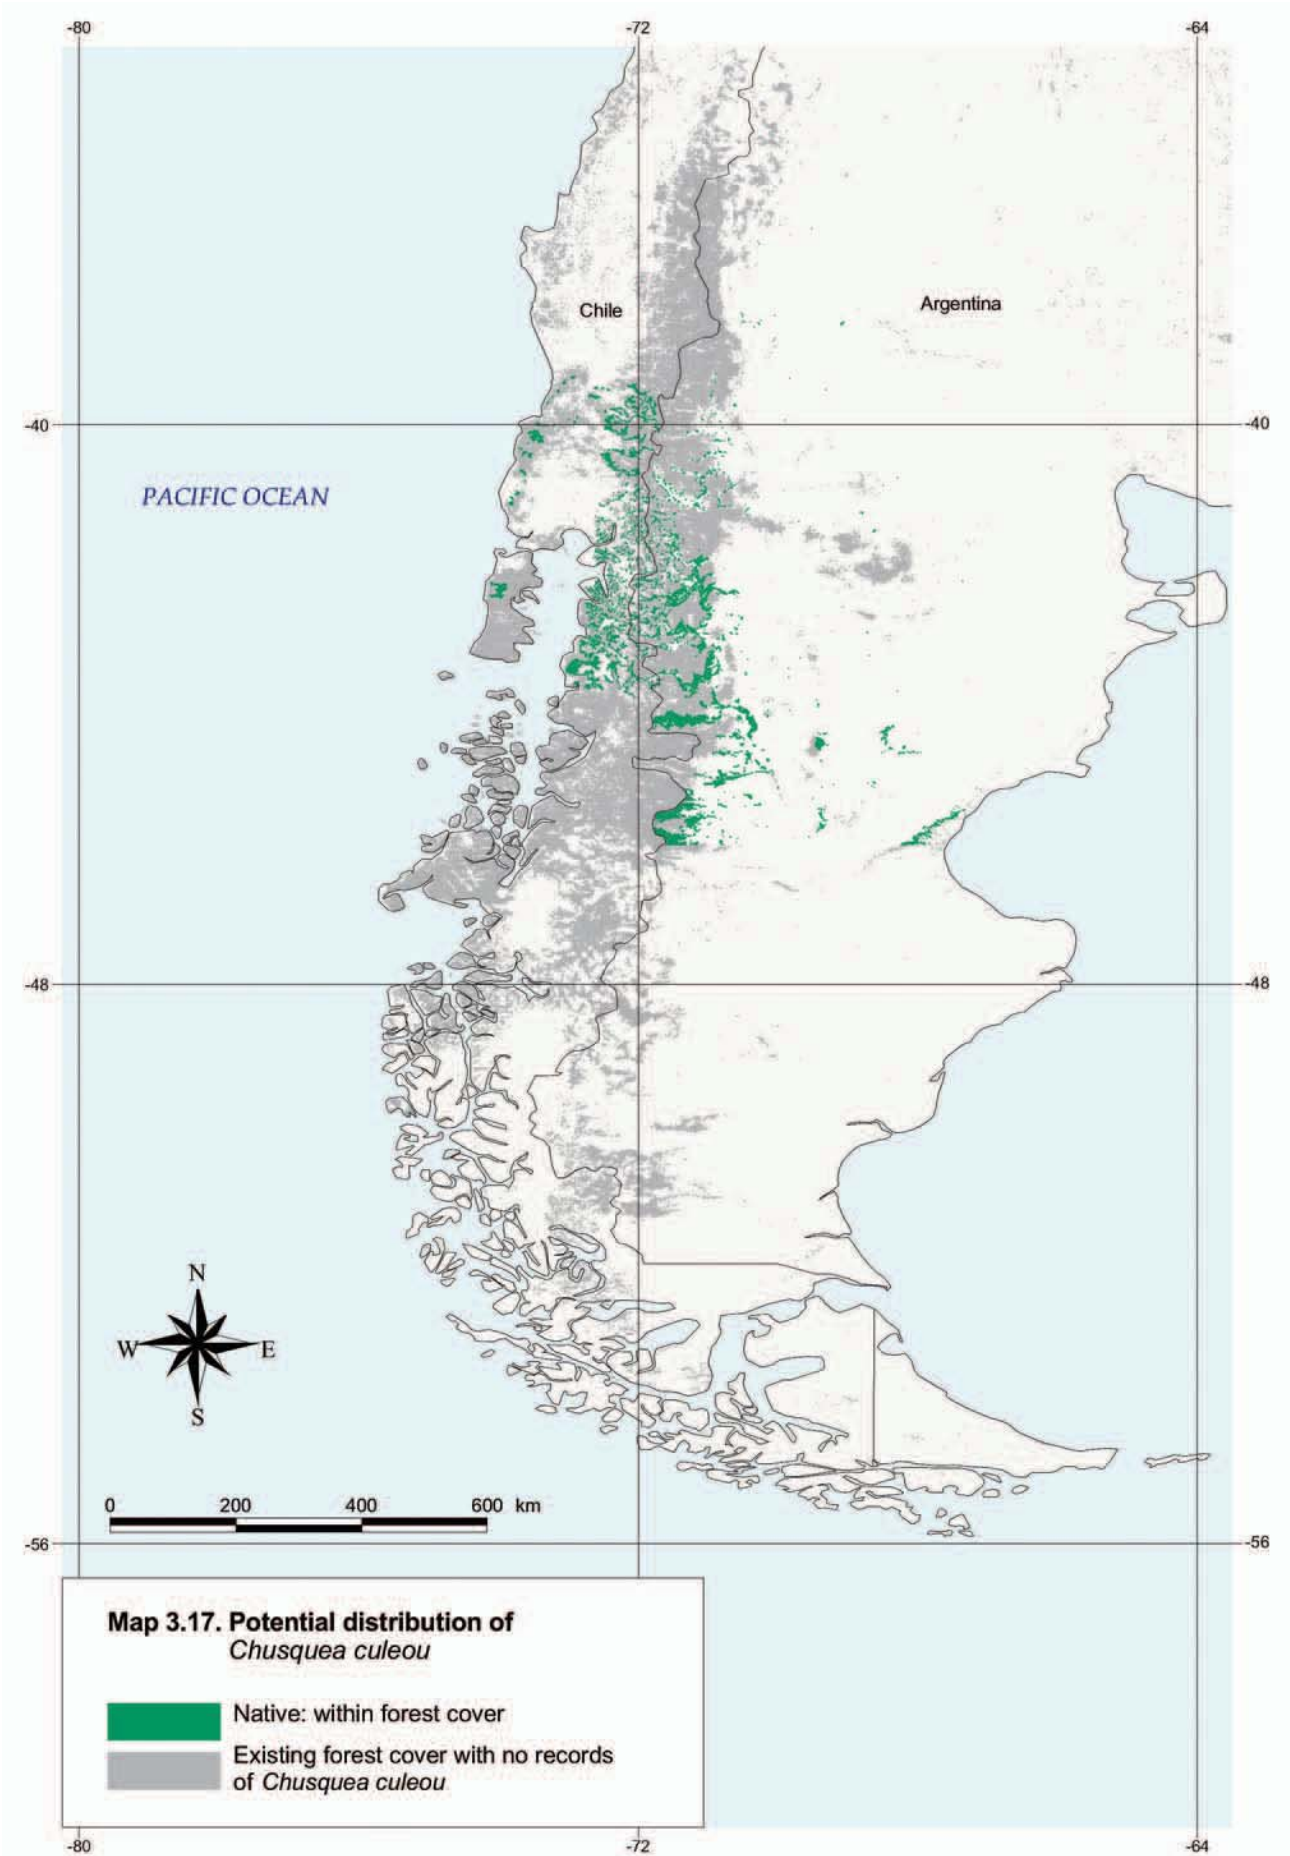 -80 -72 -64
Chile
Argentina
-40 -40
PACIFIC OCEAN
-48 -48
N
W E
S
0 200 400 600 km
-56 -56
Map 3.17. Potential distribution of
Chusquea culeou
Native: within forest cover
Existing forest cover with no records
of Chusquea culeou
-80 -72 -64